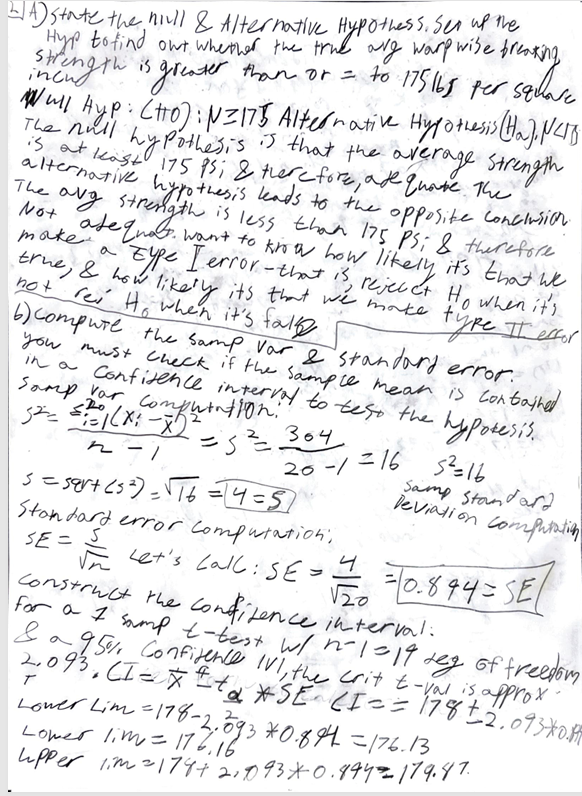 A) State the null & Alternative Hypothesis. Set up the
Hyp to find out whether the true avg warpwise breaking
strength is greater than or = to 175 lbs per square
inch
Null Hyp: (H0): N≥175 Alternative Hypothesis (Ha): N<175
The null hypothesis is that the average strength
is at least 175 psi & therefore, adequate. The
alternative hypothesis leads to the opposite conclusion.
The avg strength is less than 175 psi & therefore
Not adequate. want to know how likely it's that we
make a type I error - that is, reject H0 when it's
true, & how likely its that we make type II error
not rej H0 when it's false
b) Compute the samp var & standard error.
you must check if the sample mean is contained
in a confidence interval to test the hypotesis.
samp var computation:
s² = Σ²⁰ i=1 (xi - x̄)² / n - 1 = s² = 304 / 20-1 = 16 s²=16
samp standard
Deviation computation
s = sqrt(s²) = √16 = 4 = s
Standard error computation:
SE = s/√n Let's calc: SE = 4/√20 = 0.894 = SE
Construct the confidence interval:
for a 1 samp t-test w/ n-1=19 deg of freedom
& a 95% confidence lvl, the crit t-val is approx
2.093. CI = x̄ ± tα/2 * SE CI = = 178 ± 2.093*0.89
Lower Lim = 178-2.093 * 0.894 = 176.13
Lower lim = 176.16
Upper lim = 178 + 2.093 * 0.894 = 179.87